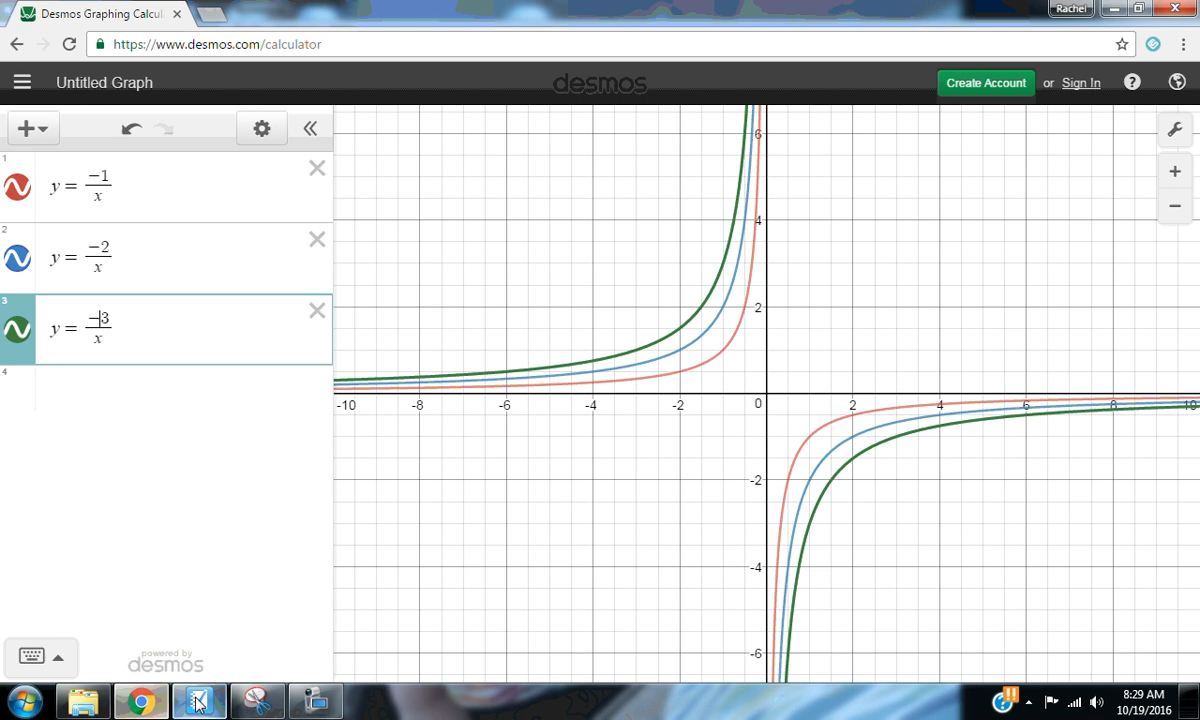 Desmos Graphing Calcul
Rachel
https://www.desmos.com/calculator
Untitled Graph
desmos
Create Account or Sign In
?
1
y = −1/x
2
y = −2/x
3
y = −3/x
4
6
4
2
-10 -8 -6 -4 -2 0 2 4 6 8 10
-2
-4
-6
powered by
desmos
8:29 AM
10/19/2016